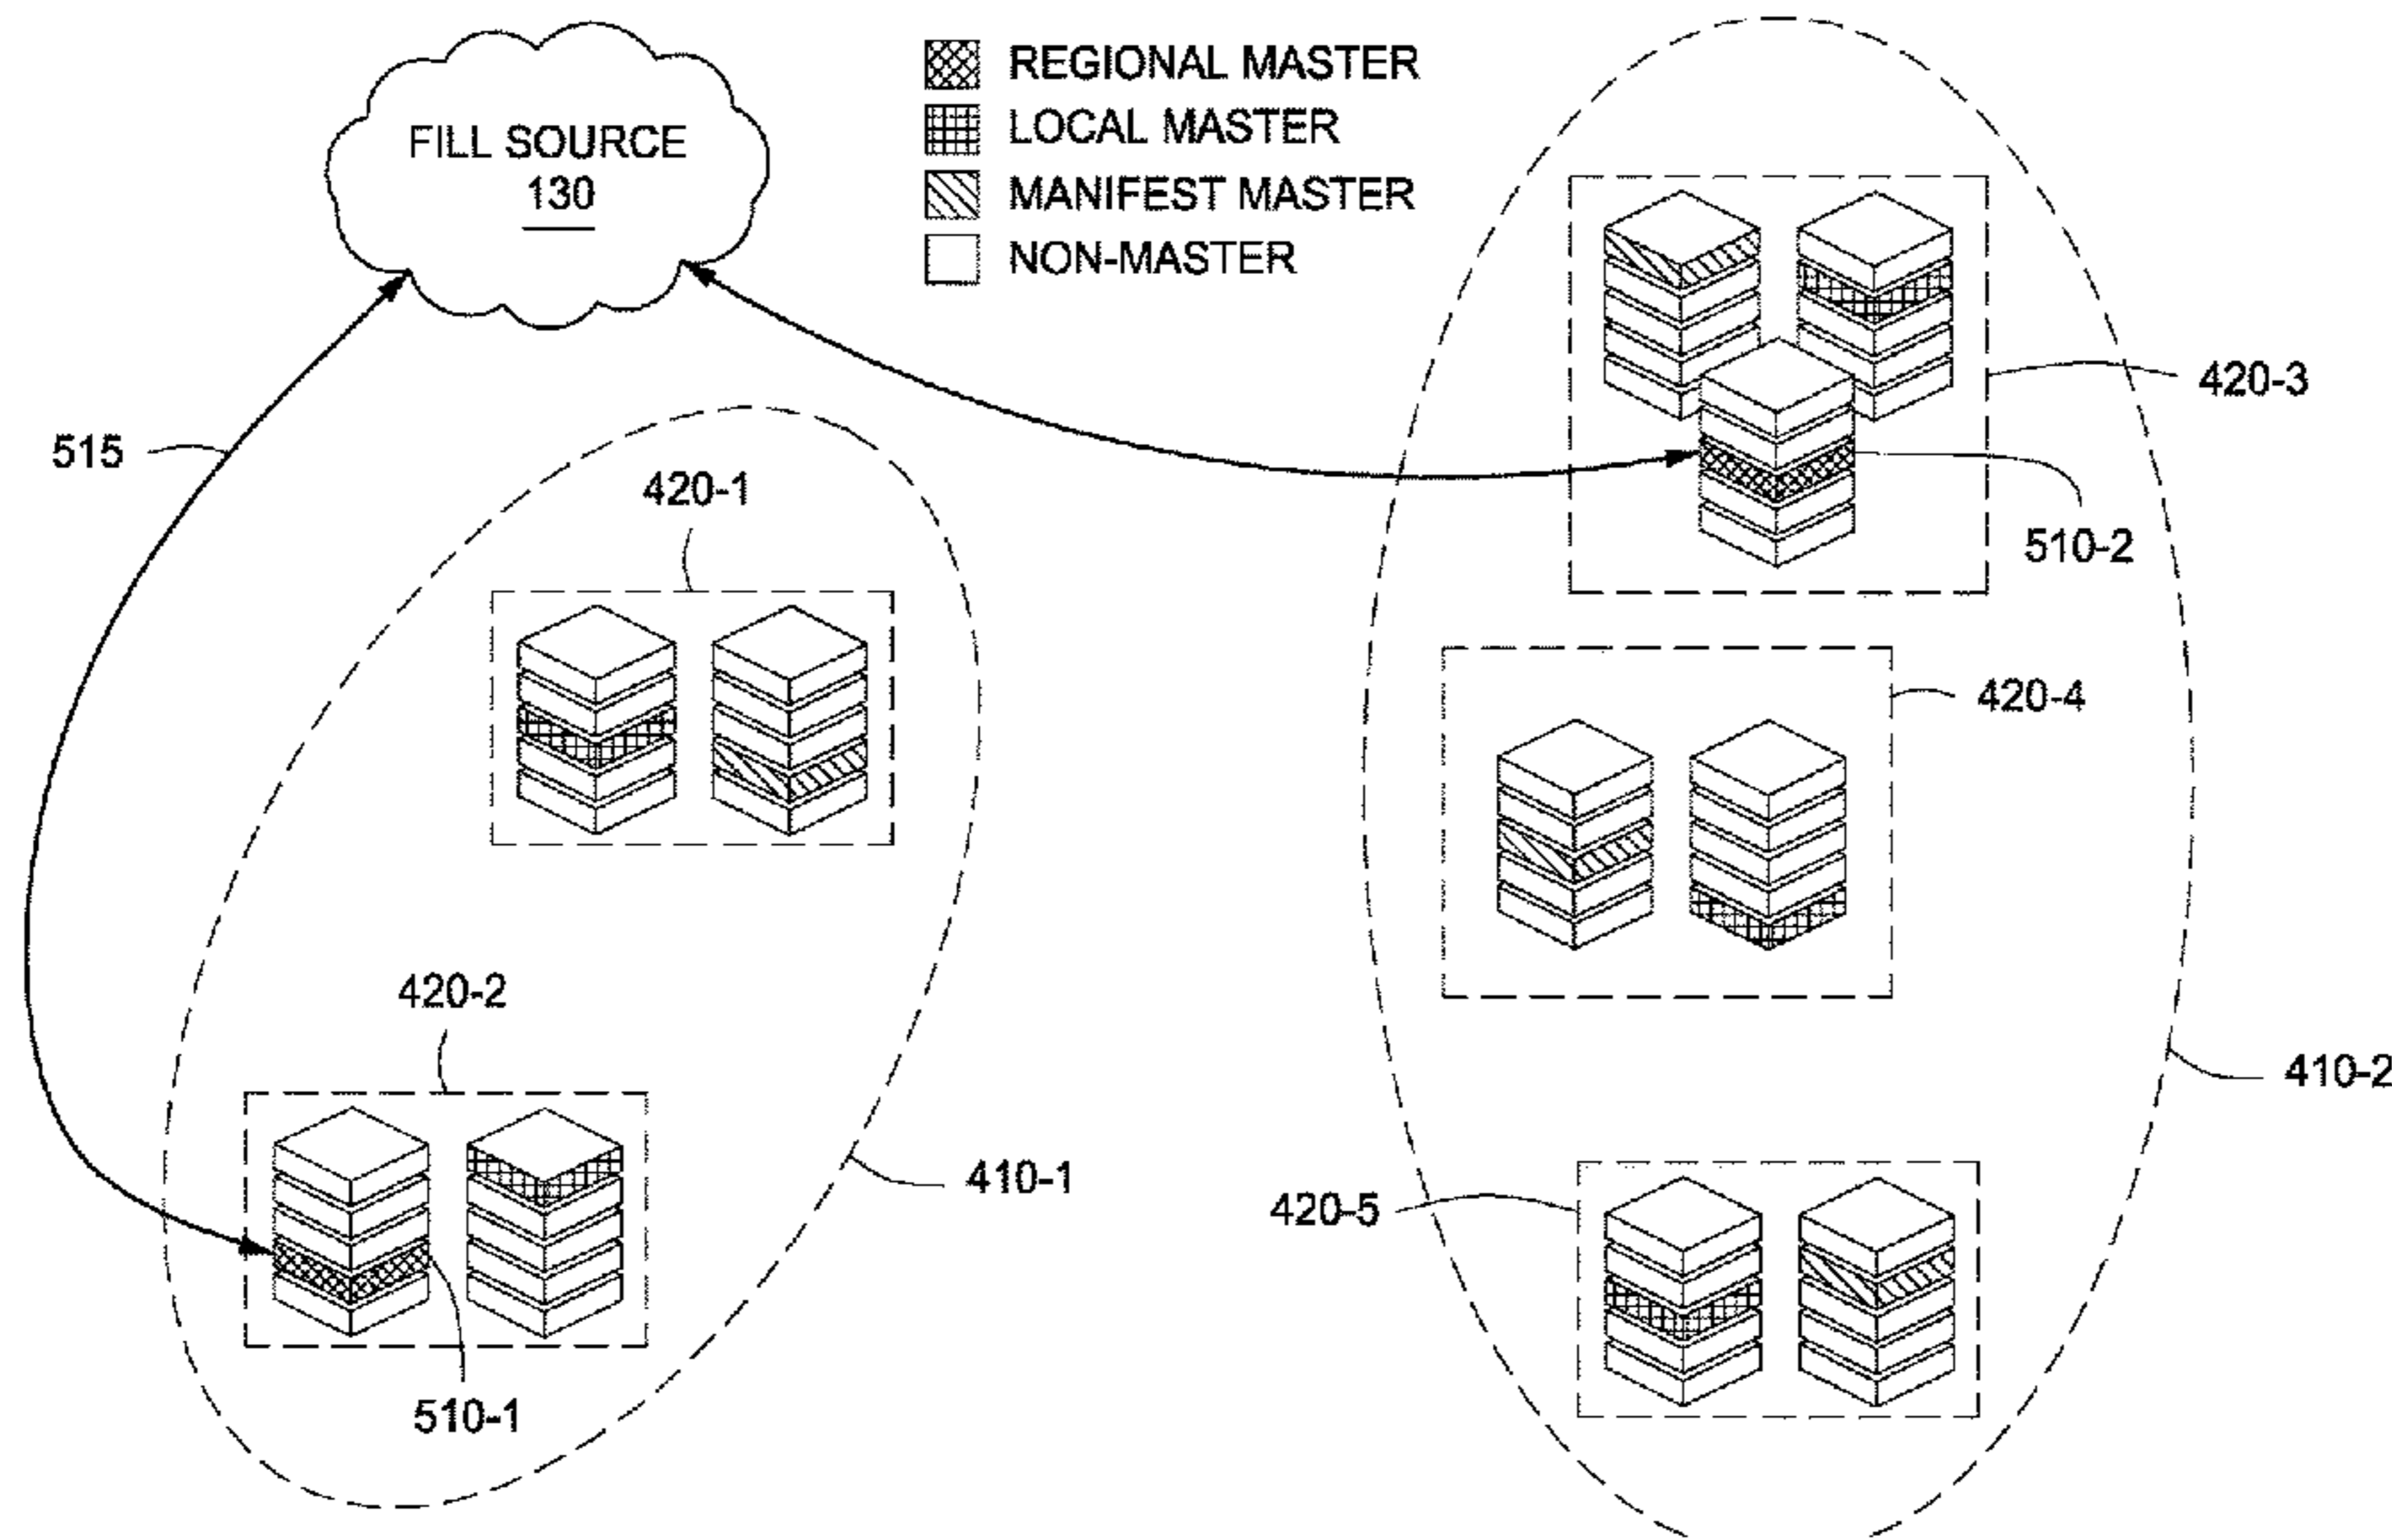 FILL SOURCE
130
REGIONAL MASTER
LOCAL MASTER
MANIFEST MASTER
NON-MASTER
420-3
515
420-1
510-2
420-4
420-2
410-2
410-1
420-5
510-1